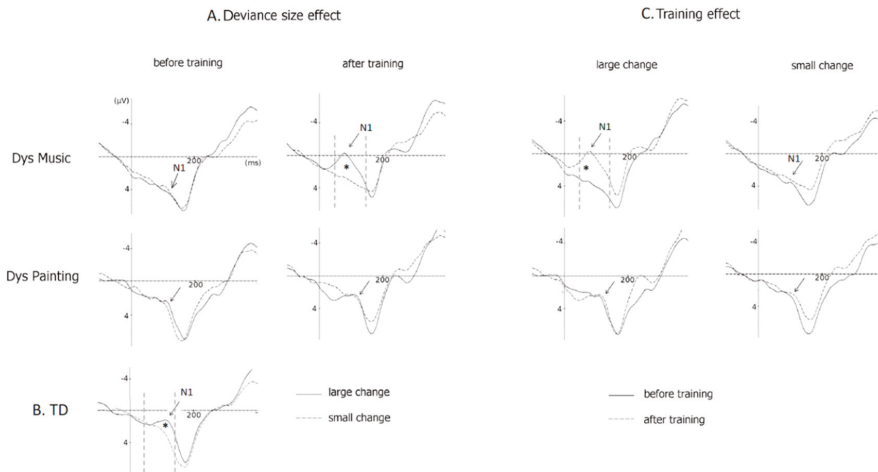 A. Deviance size effect
C. Training effect
before training
after training
large change
small change
Dys Music
(μV)
-4
N1
200
(ms)
4
-4
N1
200
*
4
-4
N1
200
*
4
-4
N1
200
4
Dys Painting
-4
200
4
-4
200
4
-4
200
4
-4
200
4
B. TD
-4
N1
200
*
4
large change
small change
before training
after training